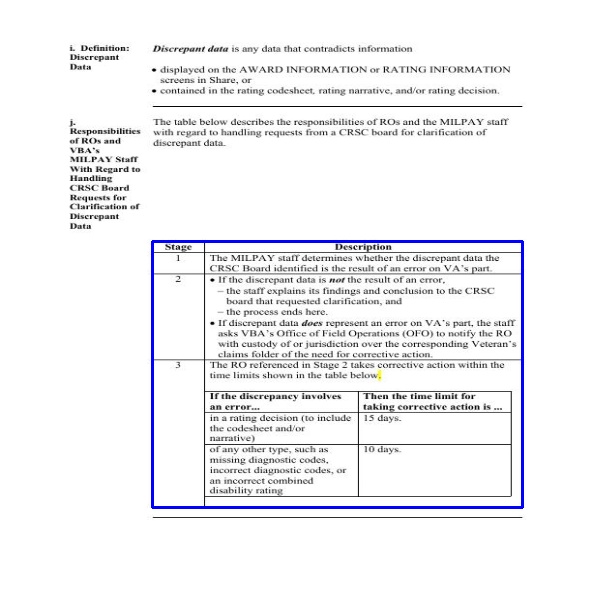 i. Definition:
Discrepant
Data
Discrepant data is any data that contradicts information
• displayed on the AWARD INFORMATION or RATING INFORMATION
screens in Share, or
• contained in the rating codesheet, rating narrative, and/or rating decision.
j.
Responsibilities
of ROs and
VBA's
MILPAY Staff
With Regard to
Handling
CRSC Board
Requests for
Clarification of
Discrepant
Data
The table below describes the responsibilities of ROs and the MILPAY staff
with regard to handling requests from a CRSC board for clarification of
discrepant data.
Stage Description
1 The MILPAY staff determines whether the discrepant data the
CRSC Board identified is the result of an error on VA's part.
2 • If the discrepant data is not the result of an error,
– the staff explains its findings and conclusion to the CRSC
board that requested clarification, and
– the process ends here.
• If discrepant data does represent an error on VA's part, the staff
asks VBA's Office of Field Operations (OFO) to notify the RO
with custody of or jurisdiction over the corresponding Veteran's
claims folder of the need for corrective action.
3 The RO referenced in Stage 2 takes corrective action within the
time limits shown in the table below.
If the discrepancy involves
an error...
Then the time limit for
taking corrective action is ...
in a rating decision (to include
the codesheet and/or
narrative)
15 days.
of any other type, such as
missing diagnostic codes,
incorrect diagnostic codes, or
an incorrect combined
disability rating
10 days.